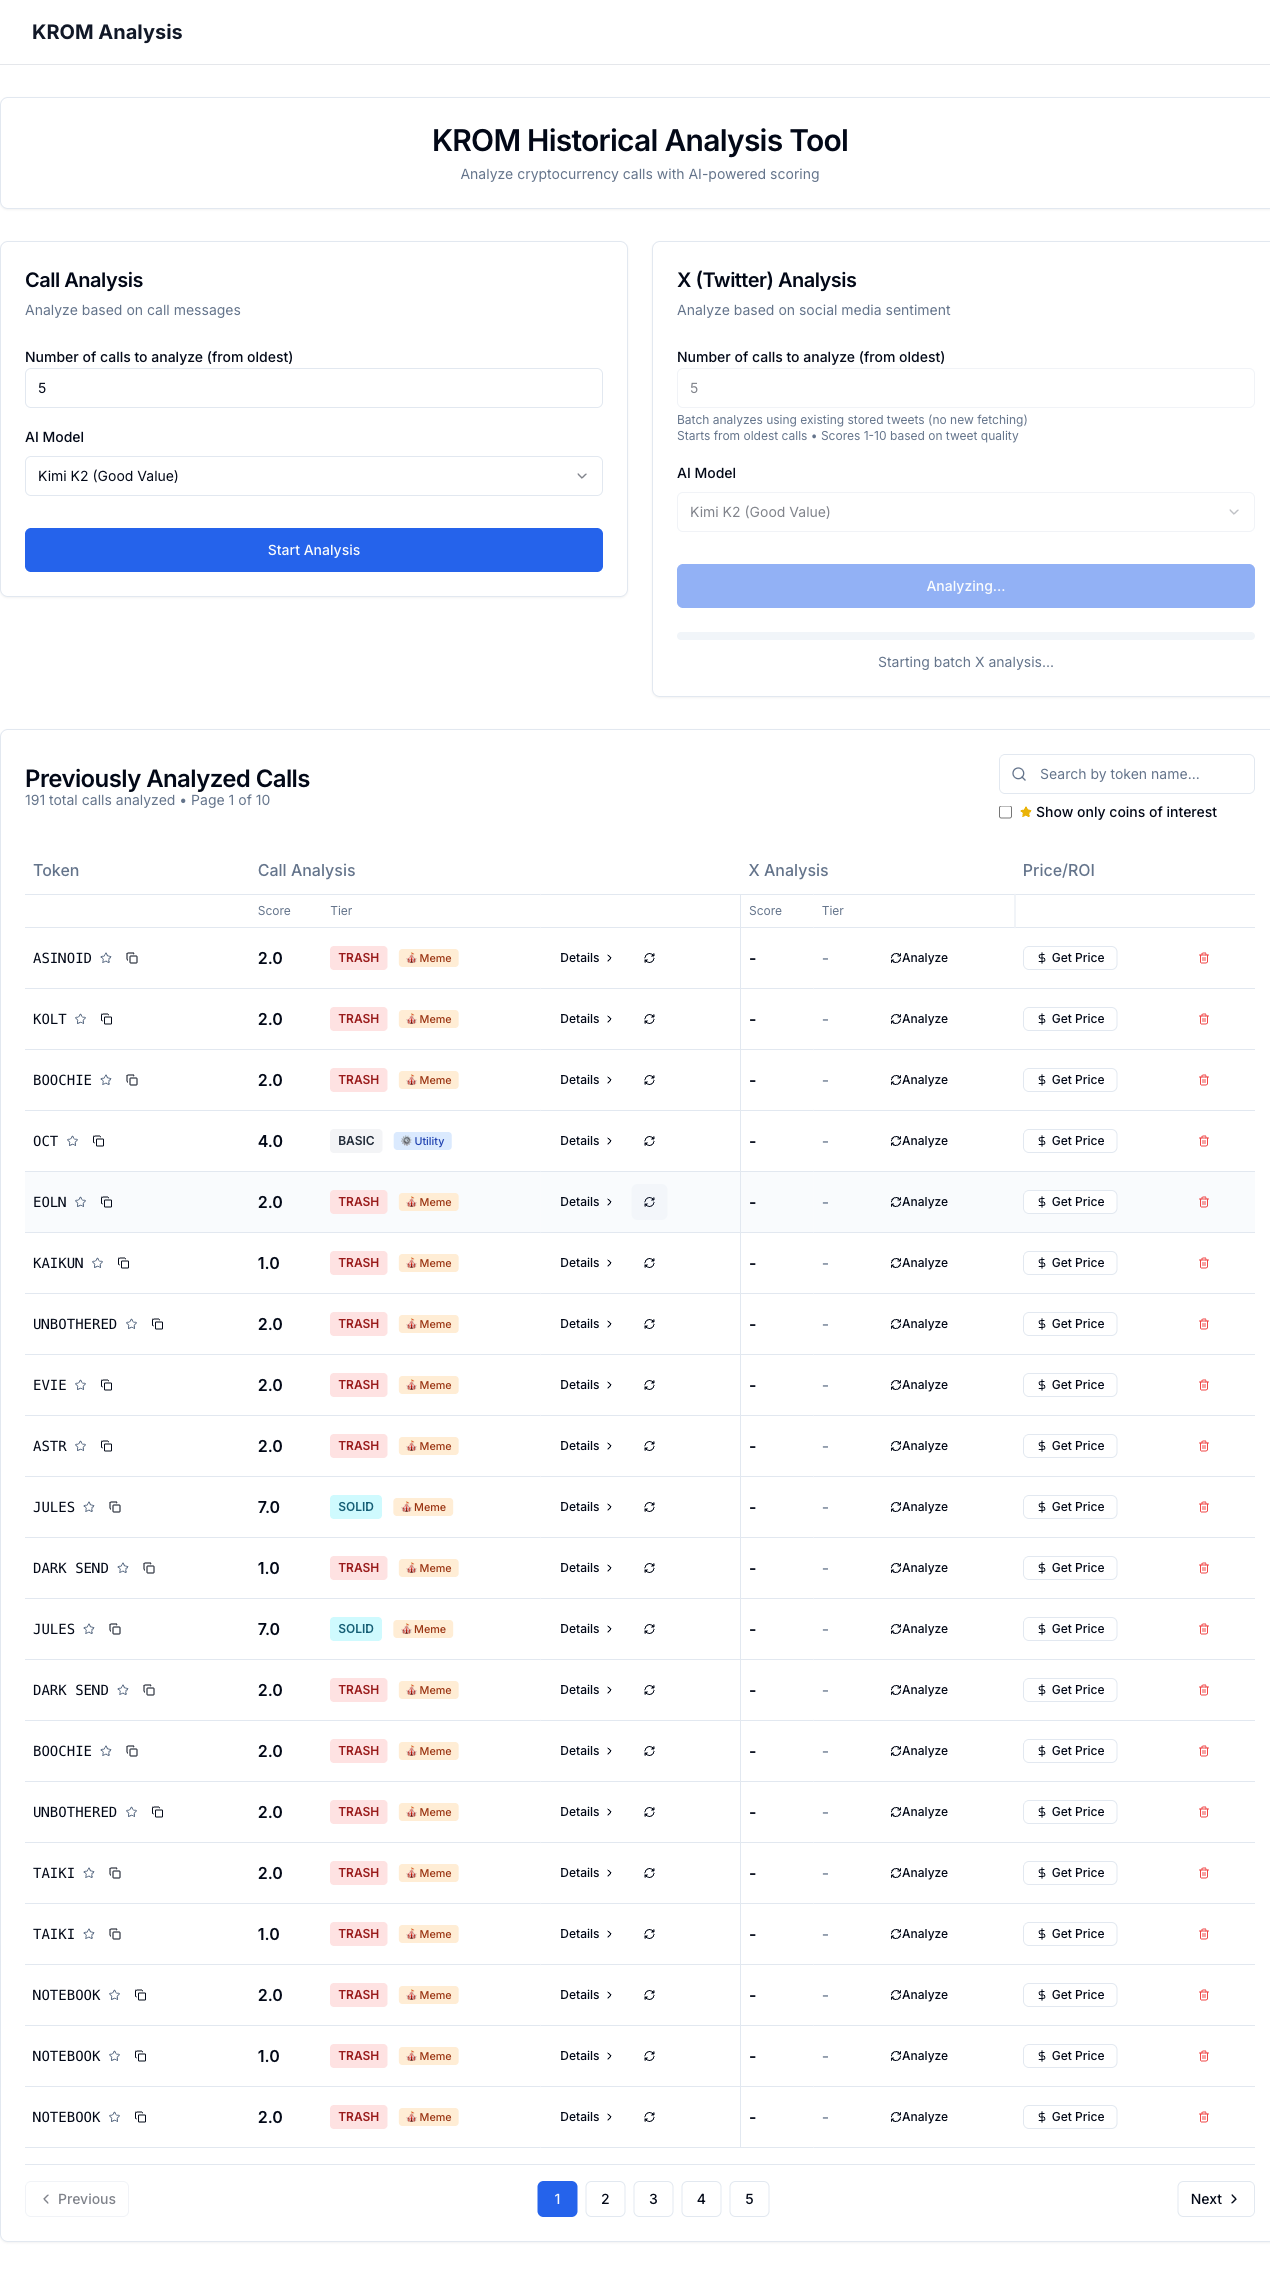 KROM Analysis
KROM Historical Analysis Tool
Analyze cryptocurrency calls with AI-powered scoring
Call Analysis
Analyze based on call messages
Number of calls to analyze (from oldest)
5
AI Model
Kimi K2 (Good Value)
Start Analysis
X (Twitter) Analysis
Analyze based on social media sentiment
Number of calls to analyze (from oldest)
5
Batch analyzes using existing stored tweets (no new fetching)
Starts from oldest calls • Scores 1-10 based on tweet quality
AI Model
Kimi K2 (Good Value)
Analyzing...
Starting batch X analysis...
Previously Analyzed Calls
191 total calls analyzed • Page 1 of 10
Search by token name...
Show only coins of interest
Token Call Analysis X Analysis Price/ROI
Score Tier Score Tier
ASINOID 2.0 TRASH Meme Details - - Analyze $ Get Price
KOLT 2.0 TRASH Meme Details - - Analyze $ Get Price
BOOCHIE 2.0 TRASH Meme Details - - Analyze $ Get Price
OCT 4.0 BASIC Utility Details - - Analyze $ Get Price
EOLN 2.0 TRASH Meme Details - - Analyze $ Get Price
KAIKUN 1.0 TRASH Meme Details - - Analyze $ Get Price
UNBOTHERED 2.0 TRASH Meme Details - - Analyze $ Get Price
EVIE 2.0 TRASH Meme Details - - Analyze $ Get Price
ASTR 2.0 TRASH Meme Details - - Analyze $ Get Price
JULES 7.0 SOLID Meme Details - - Analyze $ Get Price
DARK SEND 1.0 TRASH Meme Details - - Analyze $ Get Price
JULES 7.0 SOLID Meme Details - - Analyze $ Get Price
DARK SEND 2.0 TRASH Meme Details - - Analyze $ Get Price
BOOCHIE 2.0 TRASH Meme Details - - Analyze $ Get Price
UNBOTHERED 2.0 TRASH Meme Details - - Analyze $ Get Price
TAIKI 2.0 TRASH Meme Details - - Analyze $ Get Price
TAIKI 1.0 TRASH Meme Details - - Analyze $ Get Price
NOTEBOOK 2.0 TRASH Meme Details - - Analyze $ Get Price
NOTEBOOK 1.0 TRASH Meme Details - - Analyze $ Get Price
NOTEBOOK 2.0 TRASH Meme Details - - Analyze $ Get Price
Previous 1 2 3 4 5 Next